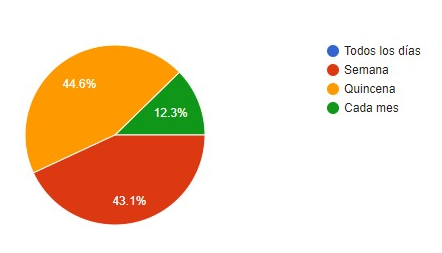 Todos los días
Semana
Quincena
Cada mes
44.6%
12.3%
43.1%